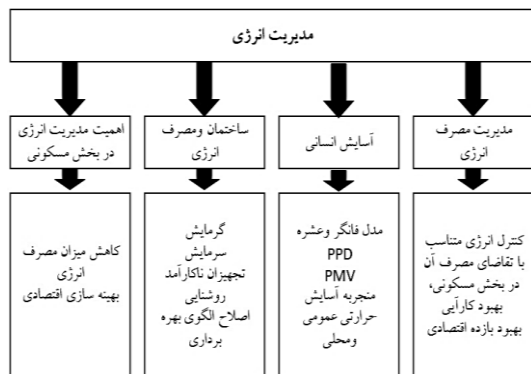 مدیریت انرژی
مدیریت مصرف
انرژی
آسایش انسانی
ساختمان ومصرف
انرژی
اهمیت مدیریت انرژی
در بخش مسکونی
کنترل انرژی متناسب
با تقاضای مصرف آن
در بخش مسکونی،
بهبود کارآیی
بهبود بازده اقتصادی
مدل فانگر وعشره
PPD
PMV
منجربه آسایش
حرارتی عمومی
ومحلی
گرمایش
سرمایش
تجهیزان ناکارآمد
روشنایی
اصلاح الگوی بهره
برداری
کاهش میزان مصرف
انرژی
بهینه سازی اقتصادی